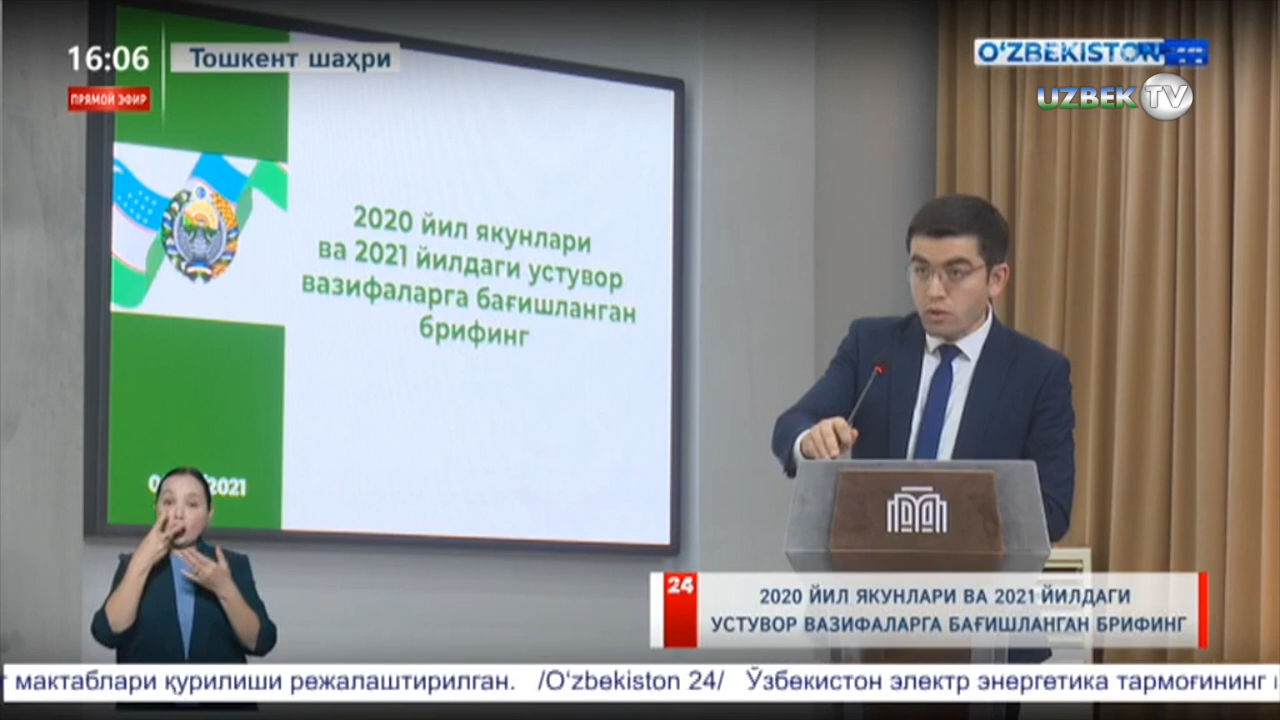 16:06
Тошкент шаҳри
ПРЯМОЙ ЭФИР
O‘ZBEKISTON 24
UZBEK TV
2020 йил якунлари
ва 2021 йилдаги устувор
вазифаларга бағишланган
брифинг
2021
24
2020 ЙИЛ ЯКУНЛАРИ ВА 2021 ЙИЛДАГИ
УСТУВОР ВАЗИФАЛАРГА БАҒИШЛАНГАН БРИФИНГ
мактаблари қурилиши режалаштирилган. /O‘zbekiston 24/ Ўзбекистон электр энергетика тармоғининг